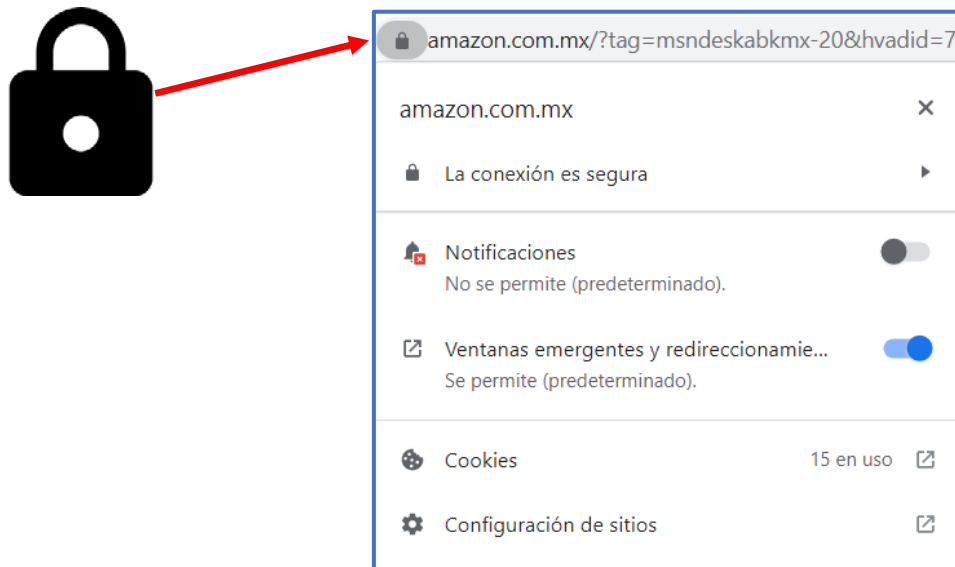 amazon.com.mx/?tag=msndeskabkmx-20&hvadid=7
amazon.com.mx
La conexión es segura
Notificaciones
No se permite (predeterminado).
Ventanas emergentes y redireccionamie...
Se permite (predeterminado).
Cookies 15 en uso
Configuración de sitios